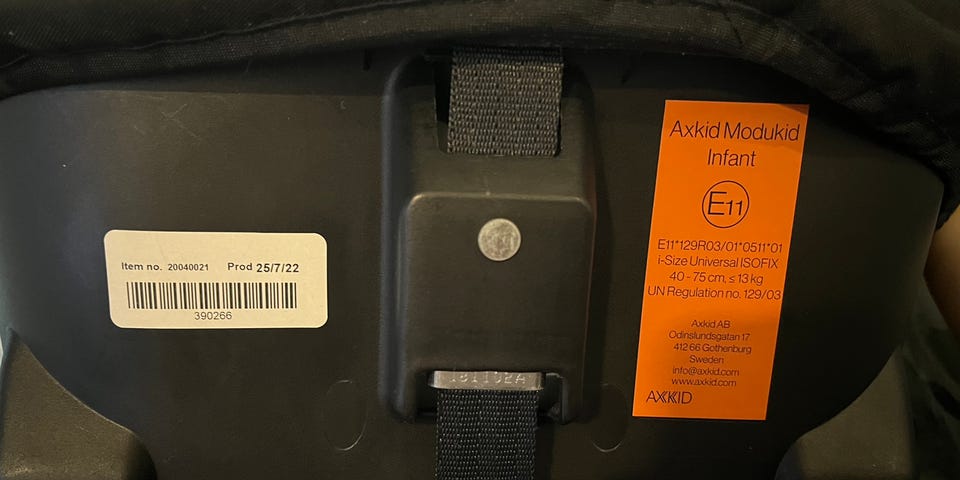 Item no. 20040021 Prod 25/7/22
390266
Axkid Modukid
Infant
E11
E11*129R03/01*0511*01
i-Size Universal ISOFIX
40 - 75 cm, ≤ 13 kg
UN Regulation no. 129/03
Axkid AB
Odinslundsgatan 17
412 66 Gothenburg
Sweden
info@axkid.com
www.axkid.com
AXKID